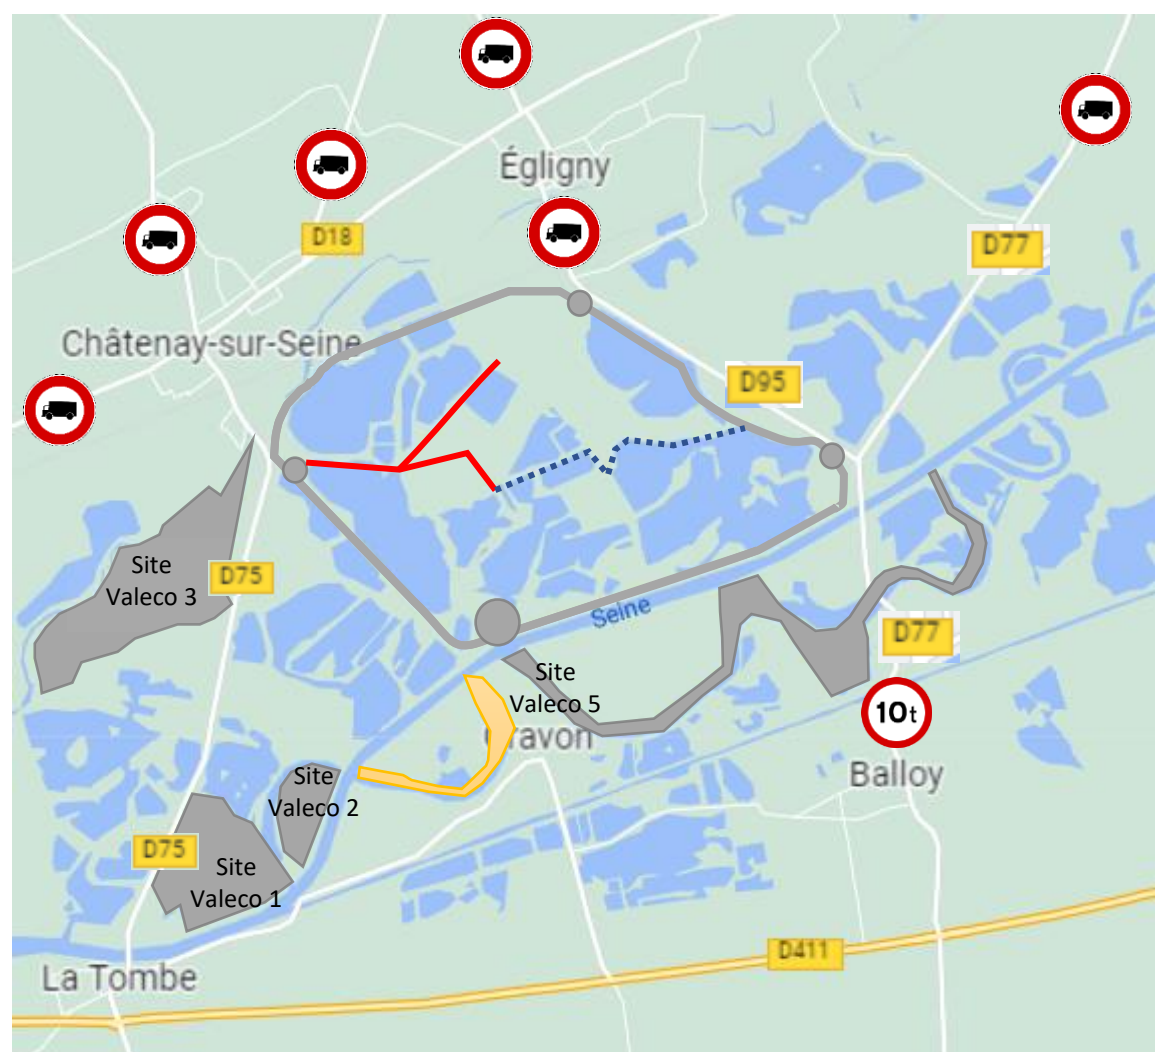 Égligny
D18
D77
Châtenay-sur-Seine
D95
Site
Valeco 3
D75
Seine
D77
Site
Valeco 5
10t
Gravon
Balloy
Site
Valeco 2
D75
Site
Valeco 1
D411
La Tombe